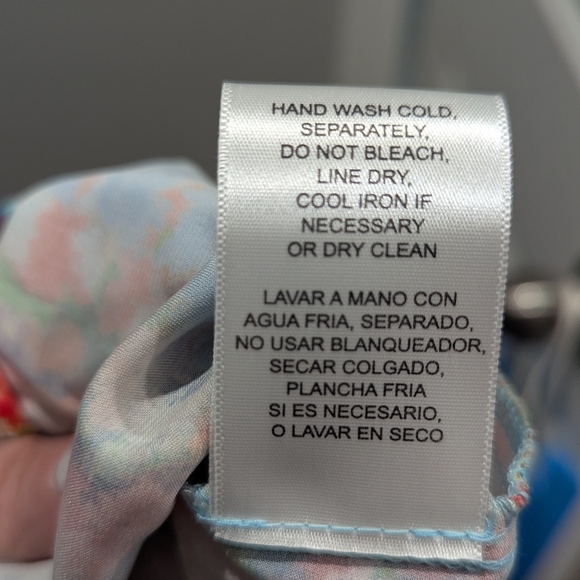 HAND WASH COLD,
SEPARATELY,
DO NOT BLEACH,
LINE DRY,
COOL IRON IF
NECESSARY
OR DRY CLEAN
LAVAR A MANO CON
AGUA FRIA, SEPARADO,
NO USAR BLANQUEADOR,
SECAR COLGADO,
PLANCHA FRIA
SI ES NECESARIO,
O LAVAR EN SECO